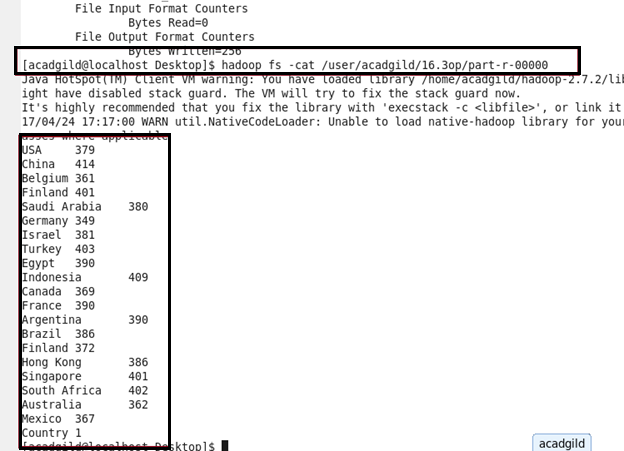 File Input Format Counters
Bytes Read=0
File Output Format Counters
Bytes Written=256
[acadgild@localhost Desktop]$ hadoop fs -cat /user/acadgild/16.3op/part-r-00000
Java HotSpot(TM) Client VM warning: You have loaded library /home/acadgild/hadoop-2.7.2/lib
ight have disabled stack guard. The VM will try to fix the stack guard now.
It's highly recommended that you fix the library with 'execstack -c <libfile>', or link it
17/04/24 17:17:00 WARN util.NativeCodeLoader: Unable to load native-hadoop library for your
asses where applicable
USA 379
China 414
Belgium 361
Finland 401
Saudi Arabia 380
Germany 349
Israel 381
Turkey 403
Egypt 390
Indonesia 409
Canada 369
France 390
Argentina 390
Brazil 386
Finland 372
Hong Kong 386
Singapore 401
South Africa 402
Australia 362
Mexico 367
Country 1
[acadgild@localhost Desktop]$
acadgild